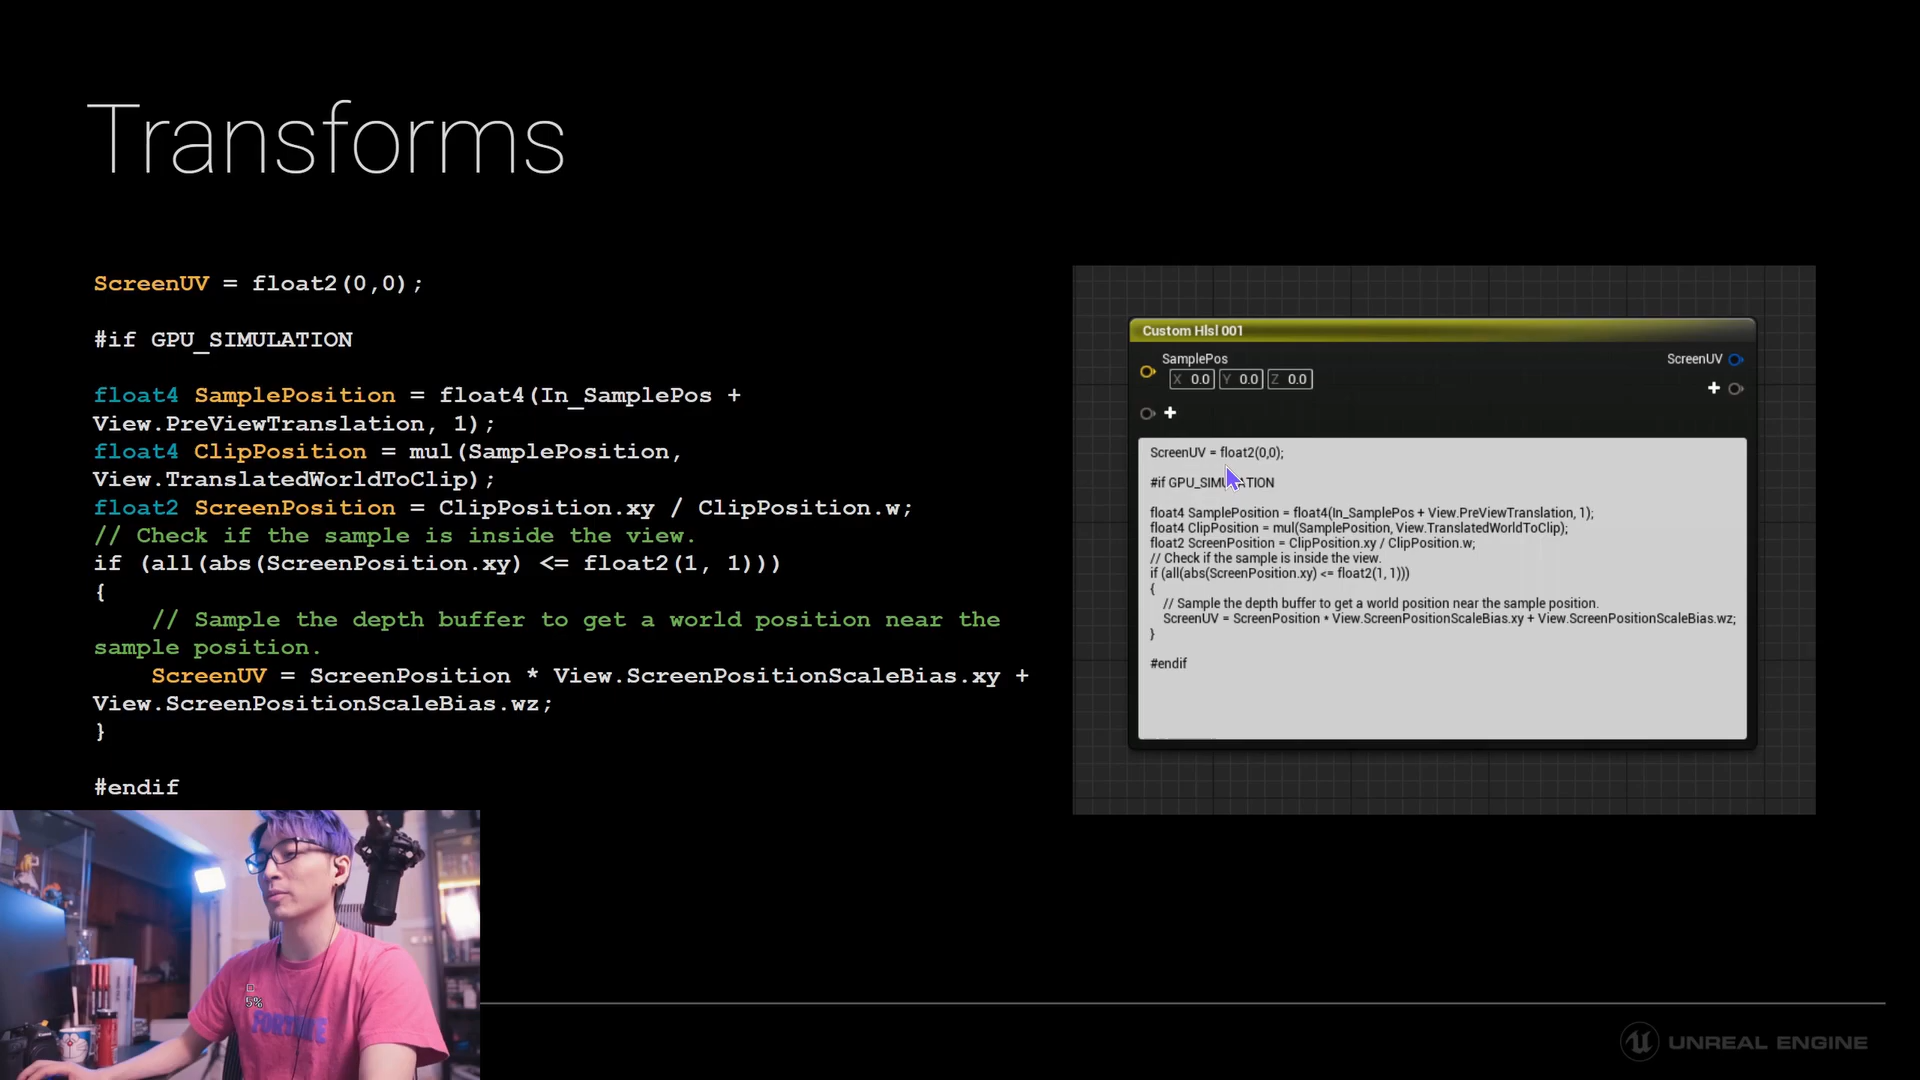 Transforms
ScreenUV = float2(0,0);
#if GPU_SIMULATION
float4 SamplePosition = float4(In_SamplePos +
View.PreViewTranslation, 1);
float4 ClipPosition = mul(SamplePosition,
View.TranslatedWorldToClip);
float2 ScreenPosition = ClipPosition.xy / ClipPosition.w;
// Check if the sample is inside the view.
if (all(abs(ScreenPosition.xy) <= float2(1, 1)))
{
// Sample the depth buffer to get a world position near the
sample position.
ScreenUV = ScreenPosition * View.ScreenPositionScaleBias.xy +
View.ScreenPositionScaleBias.wz;
}
#endif
Custom Hlsl 001
SamplePos
X 0.0 Y 0.0 Z 0.0
ScreenUV
ScreenUV = float2(0,0);
#if GPU_SIMULATION
float4 SamplePosition = float4(In_SamplePos + View.PreViewTranslation, 1);
float4 ClipPosition = mul(SamplePosition, View.TranslatedWorldToClip);
float2 ScreenPosition = ClipPosition.xy / ClipPosition.w;
// Check if the sample is inside the view.
if (all(abs(ScreenPosition.xy) <= float2(1, 1)))
{
// Sample the depth buffer to get a world position near the sample position.
ScreenUV = ScreenPosition * View.ScreenPositionScaleBias.xy + View.ScreenPositionScaleBias.wz;
}
#endif
5%
FORTNITE
UNREAL ENGINE